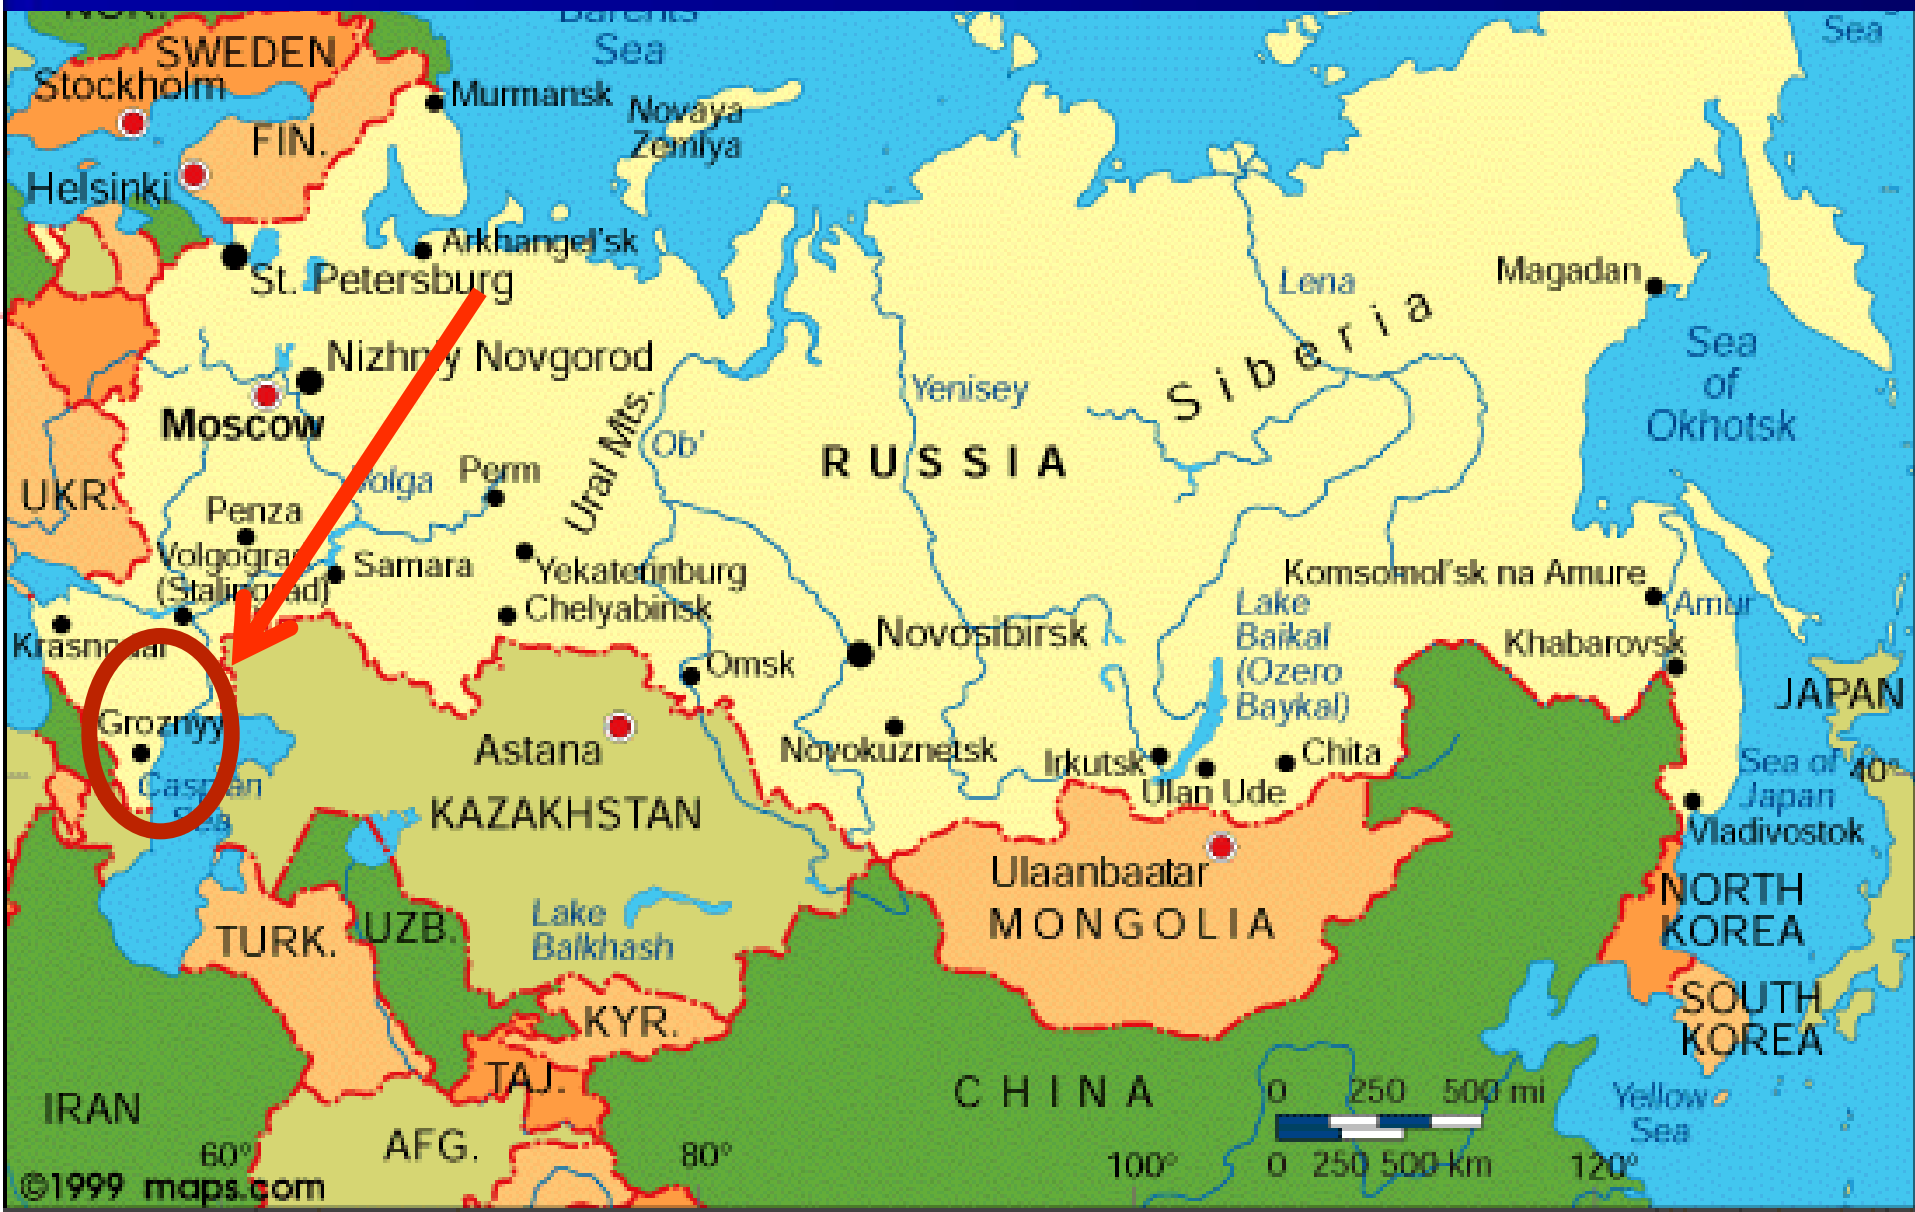 NOR.
Barents
Sea
Sea
SWEDEN
Stockholm
Murmansk
Novaya
Zemlya
FIN.
Helsinki
Arkhangel'sk
St. Petersburg
Lena
Magadan
Siberia
Sea
of
Okhotsk
Nizhniy Novgorod
Moscow
Yenisey
Ural Mts.
Ob'
RUSSIA
Volga
Perm
UKR.
Penza
Volgograd
(Stalingrad)
Samara
Yekaterinburg
Chelyabinsk
Komsomol'sk na Amure
Amur
Krasnodar
Novosibirsk
Lake
Baikal
(Ozero
Baykal)
Khabarovsk
Omsk
JAPAN
Groznyy
Astana
Novokuznetsk
Irkutsk
Ulan Ude
Chita
Sea of
Japan
40°
Caspian
Sea
KAZAKHSTAN
Vladivostok
Ulaanbaatar
MONGOLIA
NORTH
KOREA
Lake
Balkhash
TURK.
UZB.
SOUTH
KOREA
KYR.
TAJ.
CHINA
0 250 500 mi
0 250 500 km
Yellow
Sea
IRAN
AFG.
60°
80°
100°
120°
©1999 maps.com